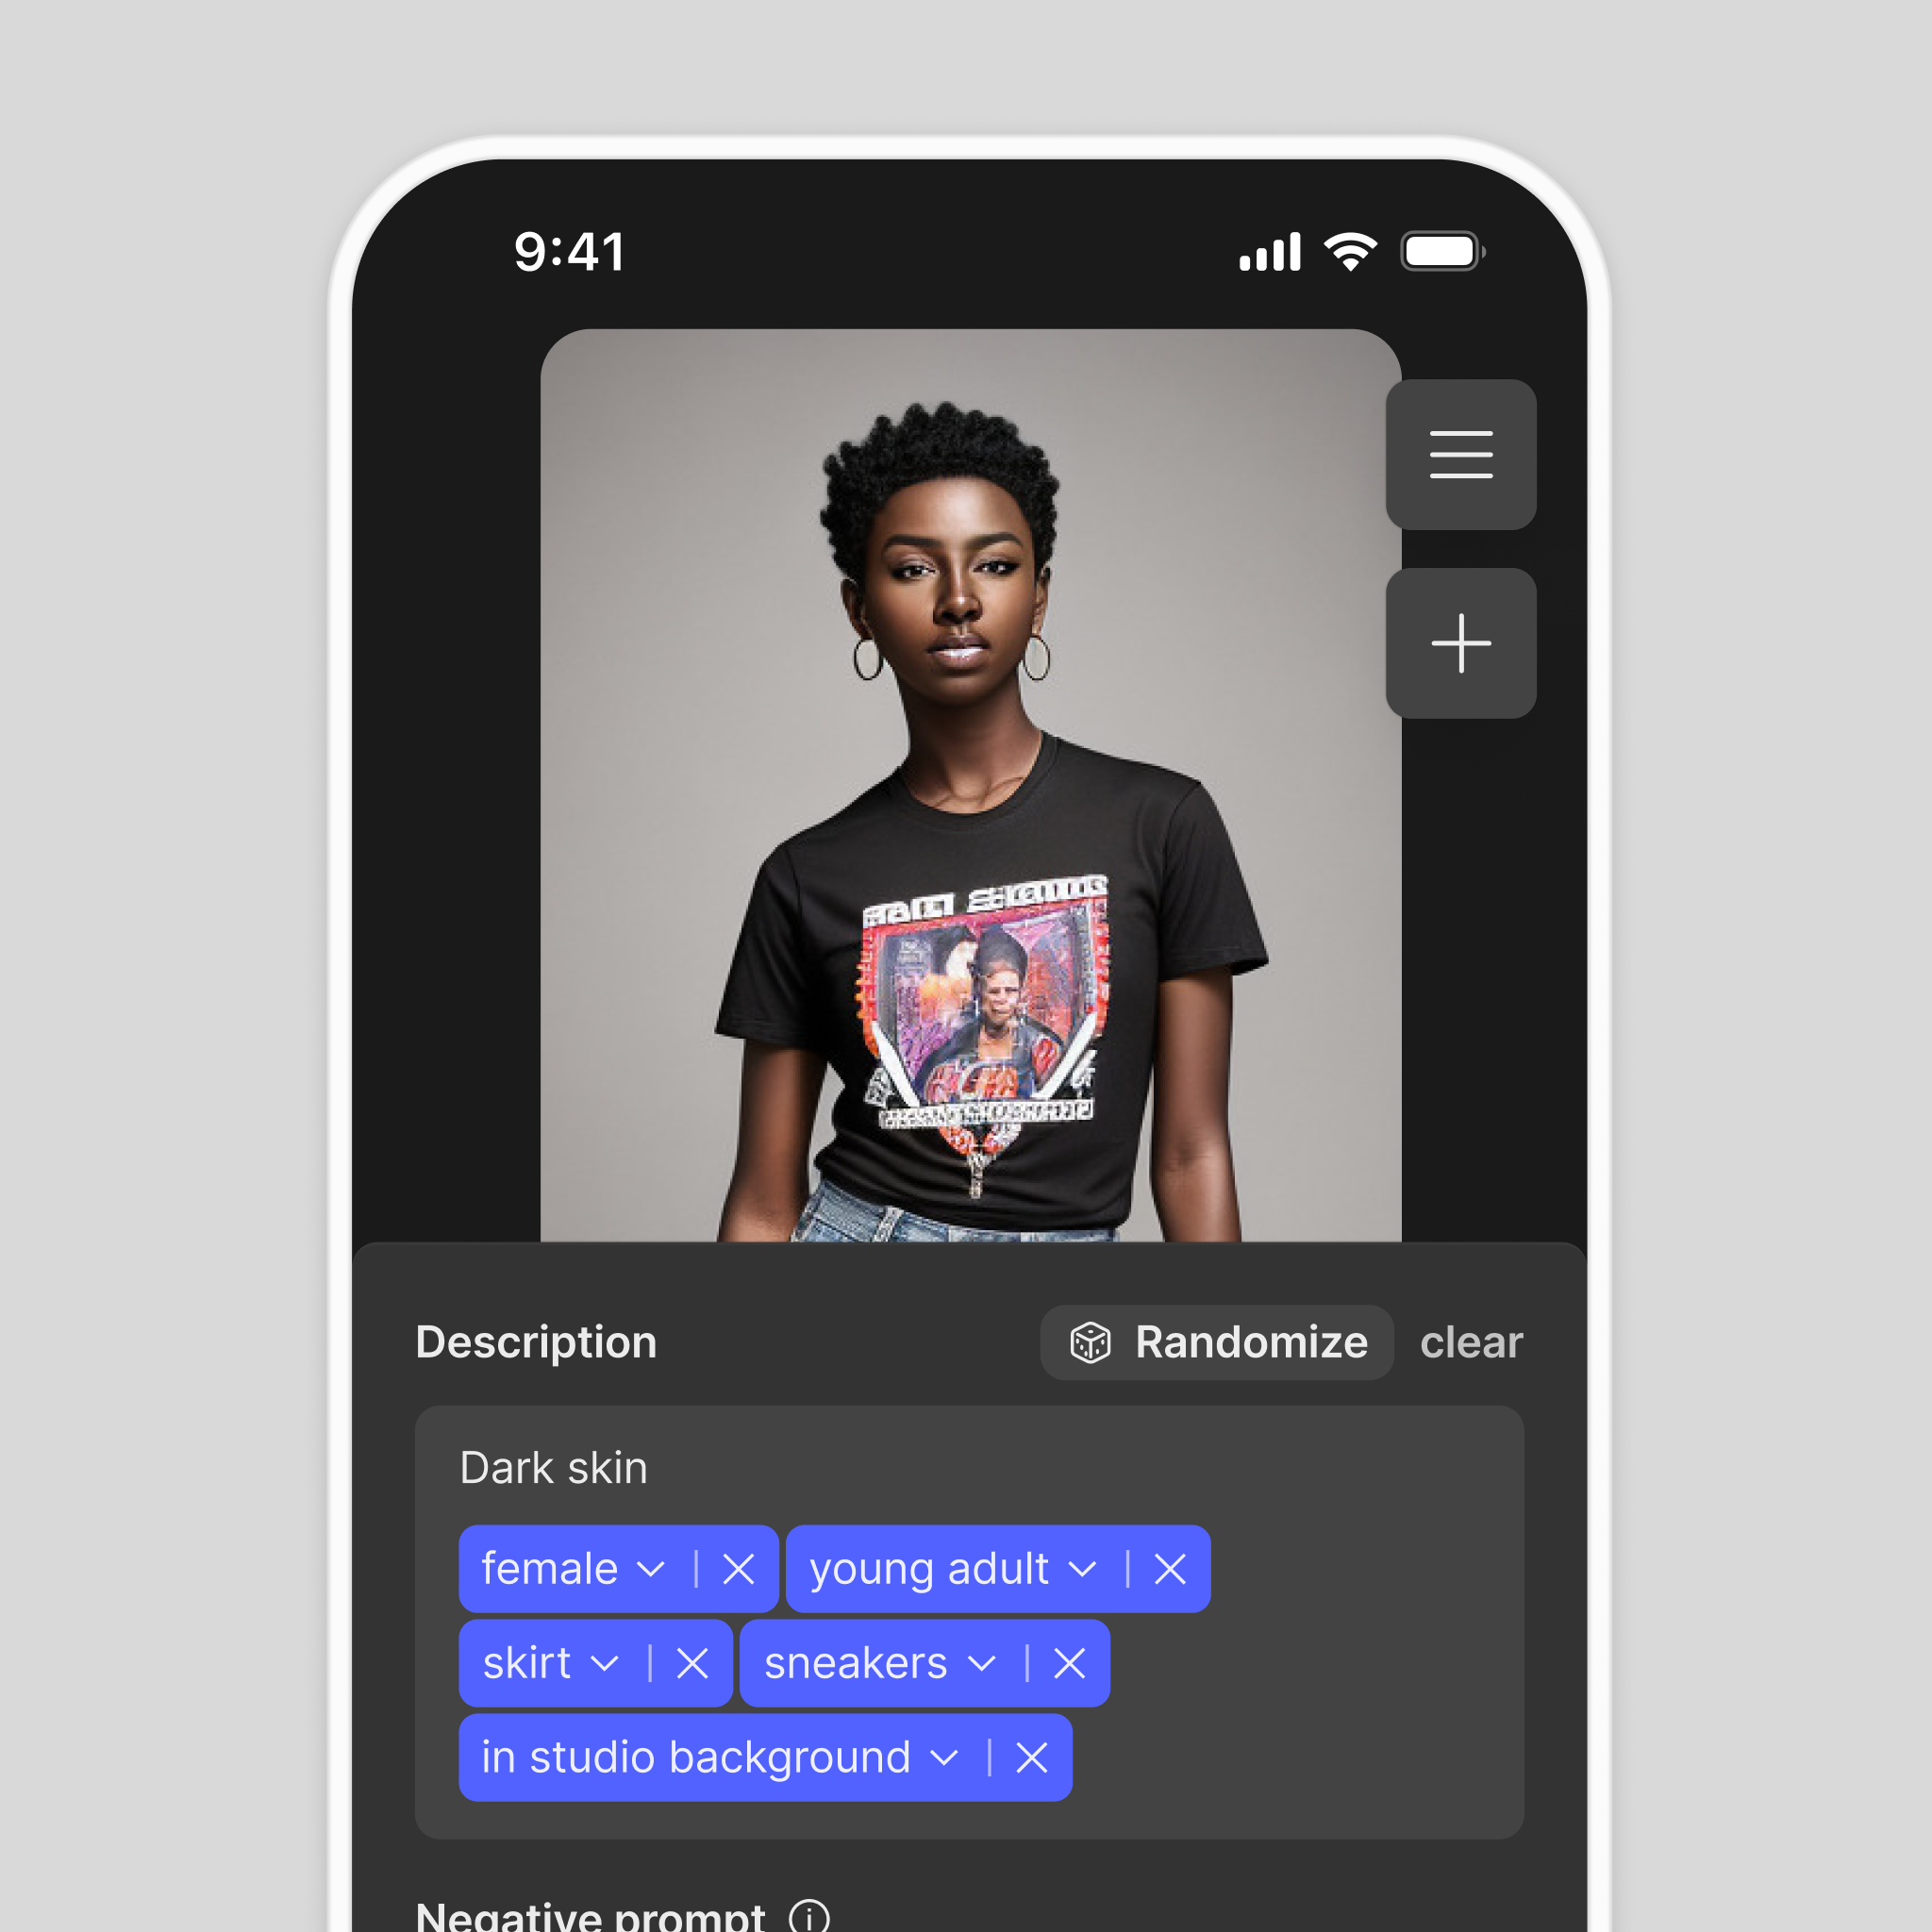 9:41
Description
Randomize
clear
Dark skin
female
young adult
skirt
sneakers
in studio background
Negative prompt